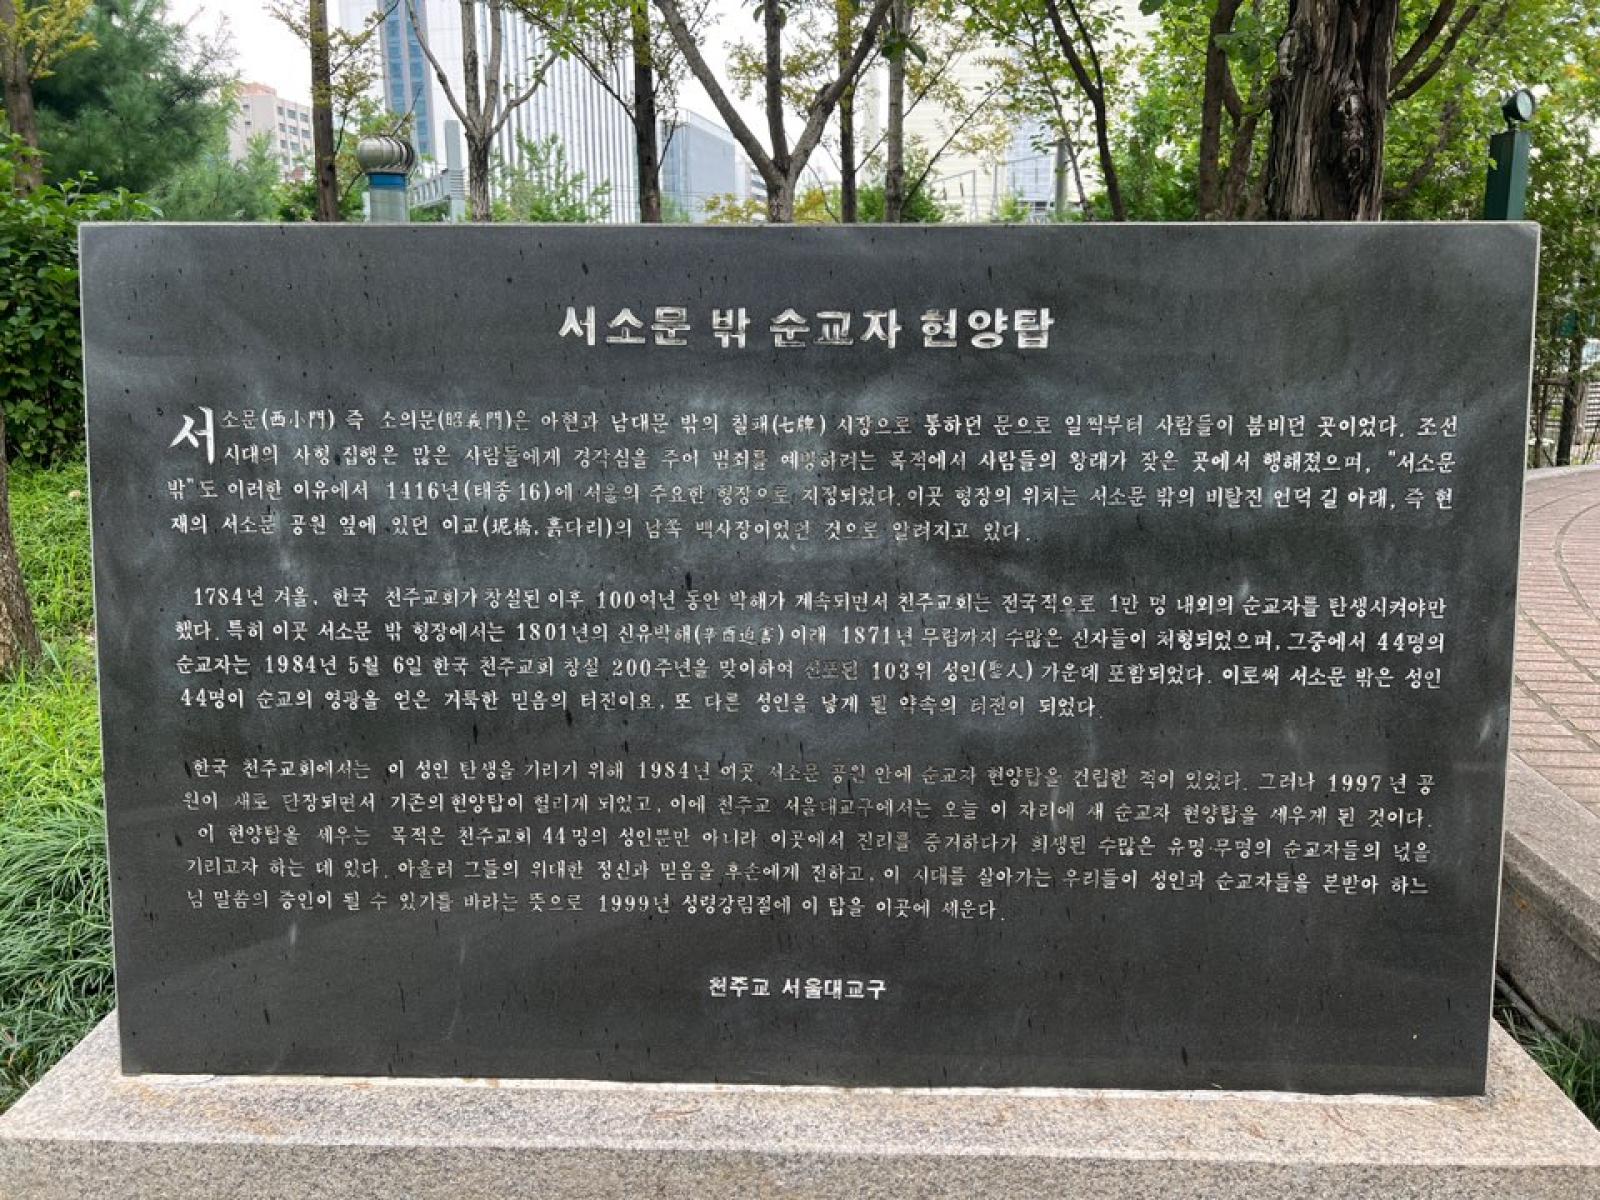 서소문 밖 순교자 현양탑
서소문(西小門) 즉 소의문(昭義門)은 아현과 남대문 밖의 칠패(七牌) 시장으로 통하던 문으로 일찍부터 사람들이 붐비던 곳이었다. 조선
시대의 사형 집행은 많은 사람들에게 경각심을 주어 범죄를 예방하려는 목적에서 사람들의 왕래가 잦은 곳에서 행해졌으며, "서소문
밖"도 이러한 이유에서 1416년(태종 16)에 서울의 주요한 형장으로 지정되었다. 이곳 형장의 위치는 서소문 밖의 비탈진 언덕 길 아래, 즉 현
재의 서소문 공원 옆에 있던 이교(圯橋, 흙다리)의 남쪽 백사장이었던 것으로 알려지고 있다.
1784년 겨울, 한국 천주교회가 창설된 이후 100여년 동안 박해가 계속되면서 천주교회는 전국적으로 1만 명 내외의 순교자를 탄생시켜야만
했다. 특히 이곳 서소문 밖 형장에서는 1801년의 신유박해(辛酉迫害) 이래 1871년 무렵까지 수많은 신자들이 처형되었으며, 그중에서 44명의
순교자는 1984년 5월 6일 한국 천주교회 창설 200주년을 맞이하여 선포된 103위 성인(聖人) 가운데 포함되었다. 이로써 서소문 밖은 성인
44명이 순교의 영광을 얻은 거룩한 믿음의 터전이요, 또 다른 성인을 낳게 될 약속의 터전이 되었다.
한국 천주교회에서는 이 성인 탄생을 기리기 위해 1984년 이곳 서소문 공원 안에 순교자 현양탑을 건립한 적이 있었다. 그러나 1997년 공
원이 새로 단장되면서 기존의 현양탑이 헐리게 되었고, 이에 천주교 서울대교구에서는 오늘 이 자리에 새 순교자 현양탑을 세우게 된 것이다.
이 현양탑을 세우는 목적은 천주교회 44명의 성인뿐만 아니라 이곳에서 진리를 증거하다가 희생된 수많은 유명·무명의 순교자들의 넋을
기리고자 하는 데 있다. 아울러 그들의 위대한 정신과 믿음을 후손에게 전하고, 이 시대를 살아가는 우리들이 성인과 순교자들을 본받아 하느
님 말씀의 증인이 될 수 있기를 바라는 뜻으로 1999년 성령강림절에 이 탑을 이곳에 세운다.
천주교 서울대교구